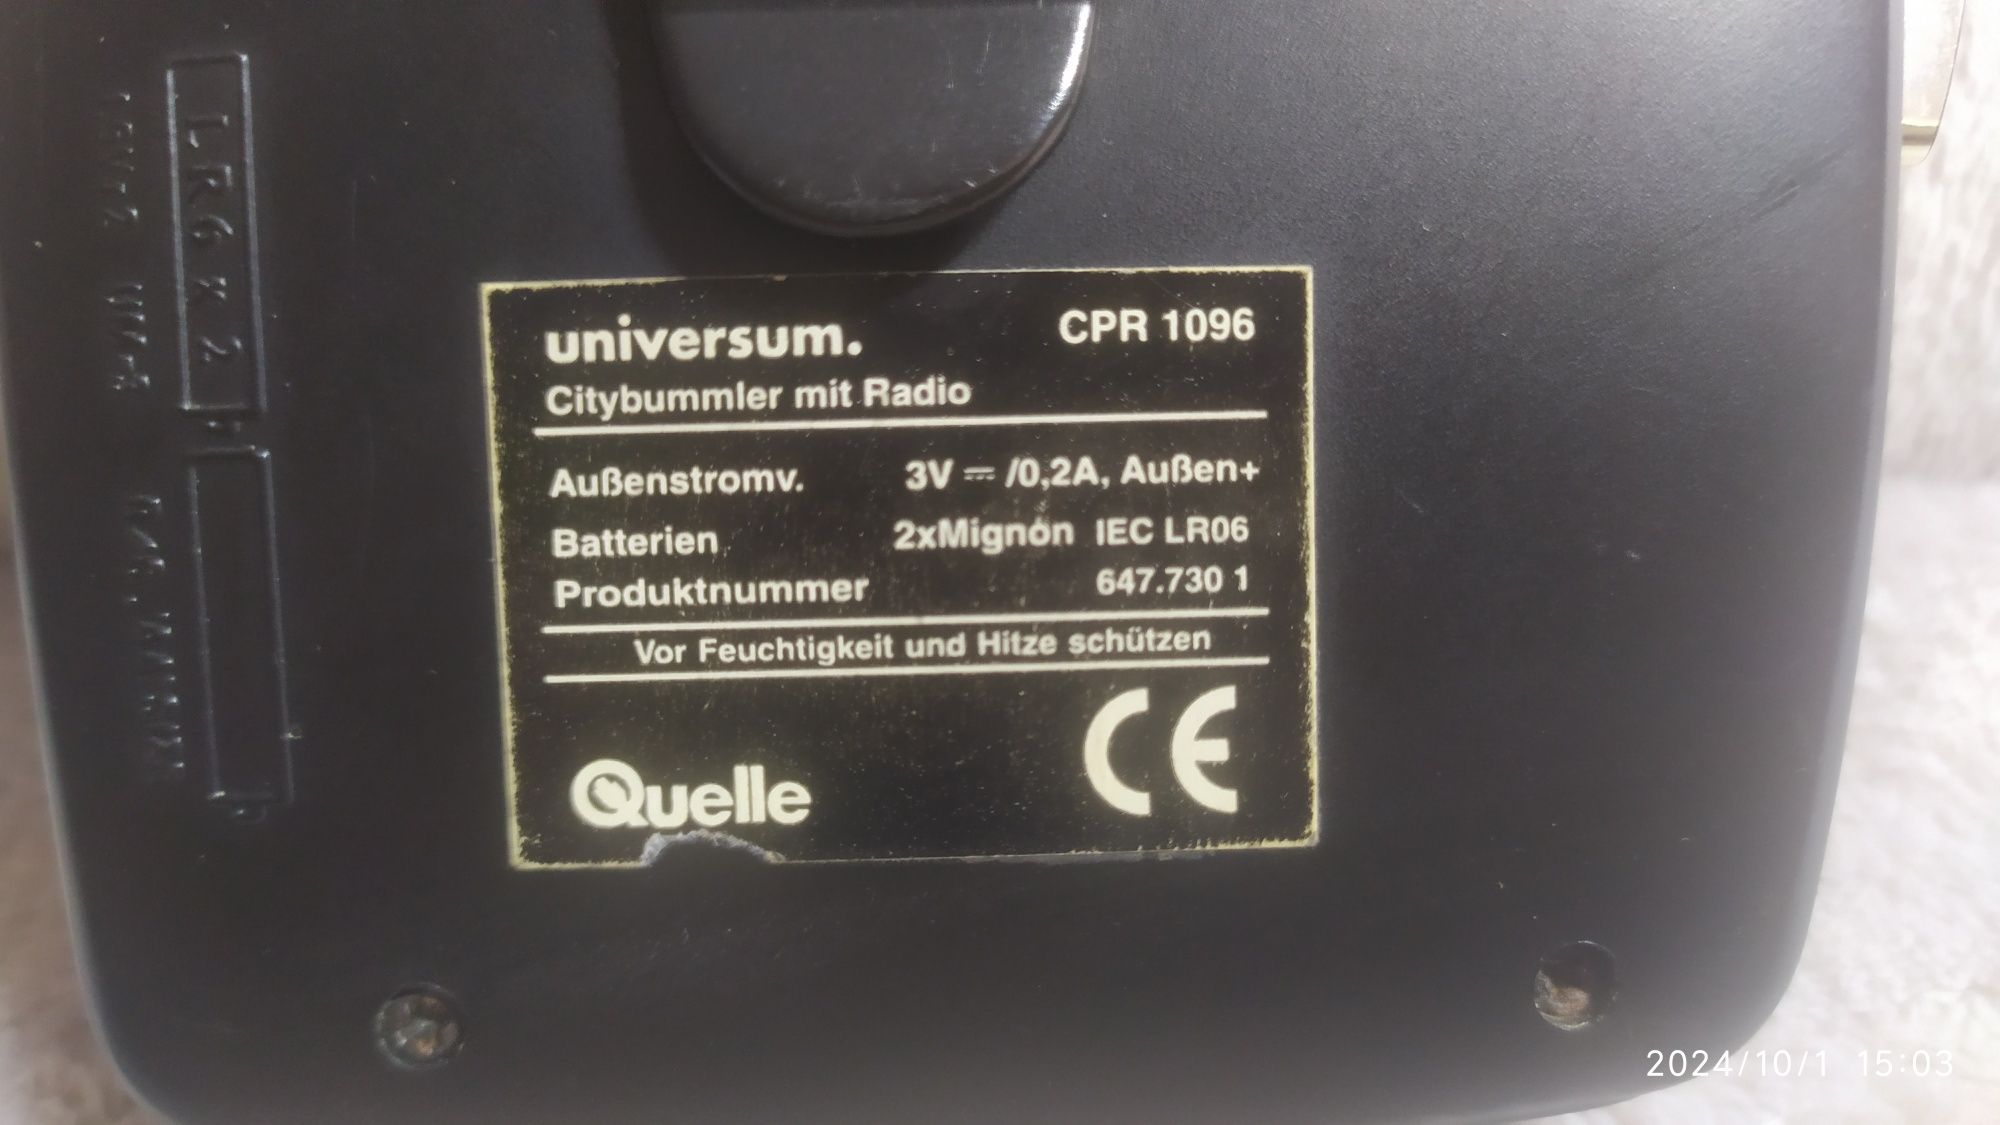 LR6 X 2
universum. CPR 1096
Citybummler mit Radio
Außenstromv. 3V ⎓ /0,2A, Außen+
Batterien 2xMignon IEC LR06
Produktnummer 647.730 1
Vor Feuchtigkeit und Hitze schützen
Quelle CE
2024/10/1 15:03